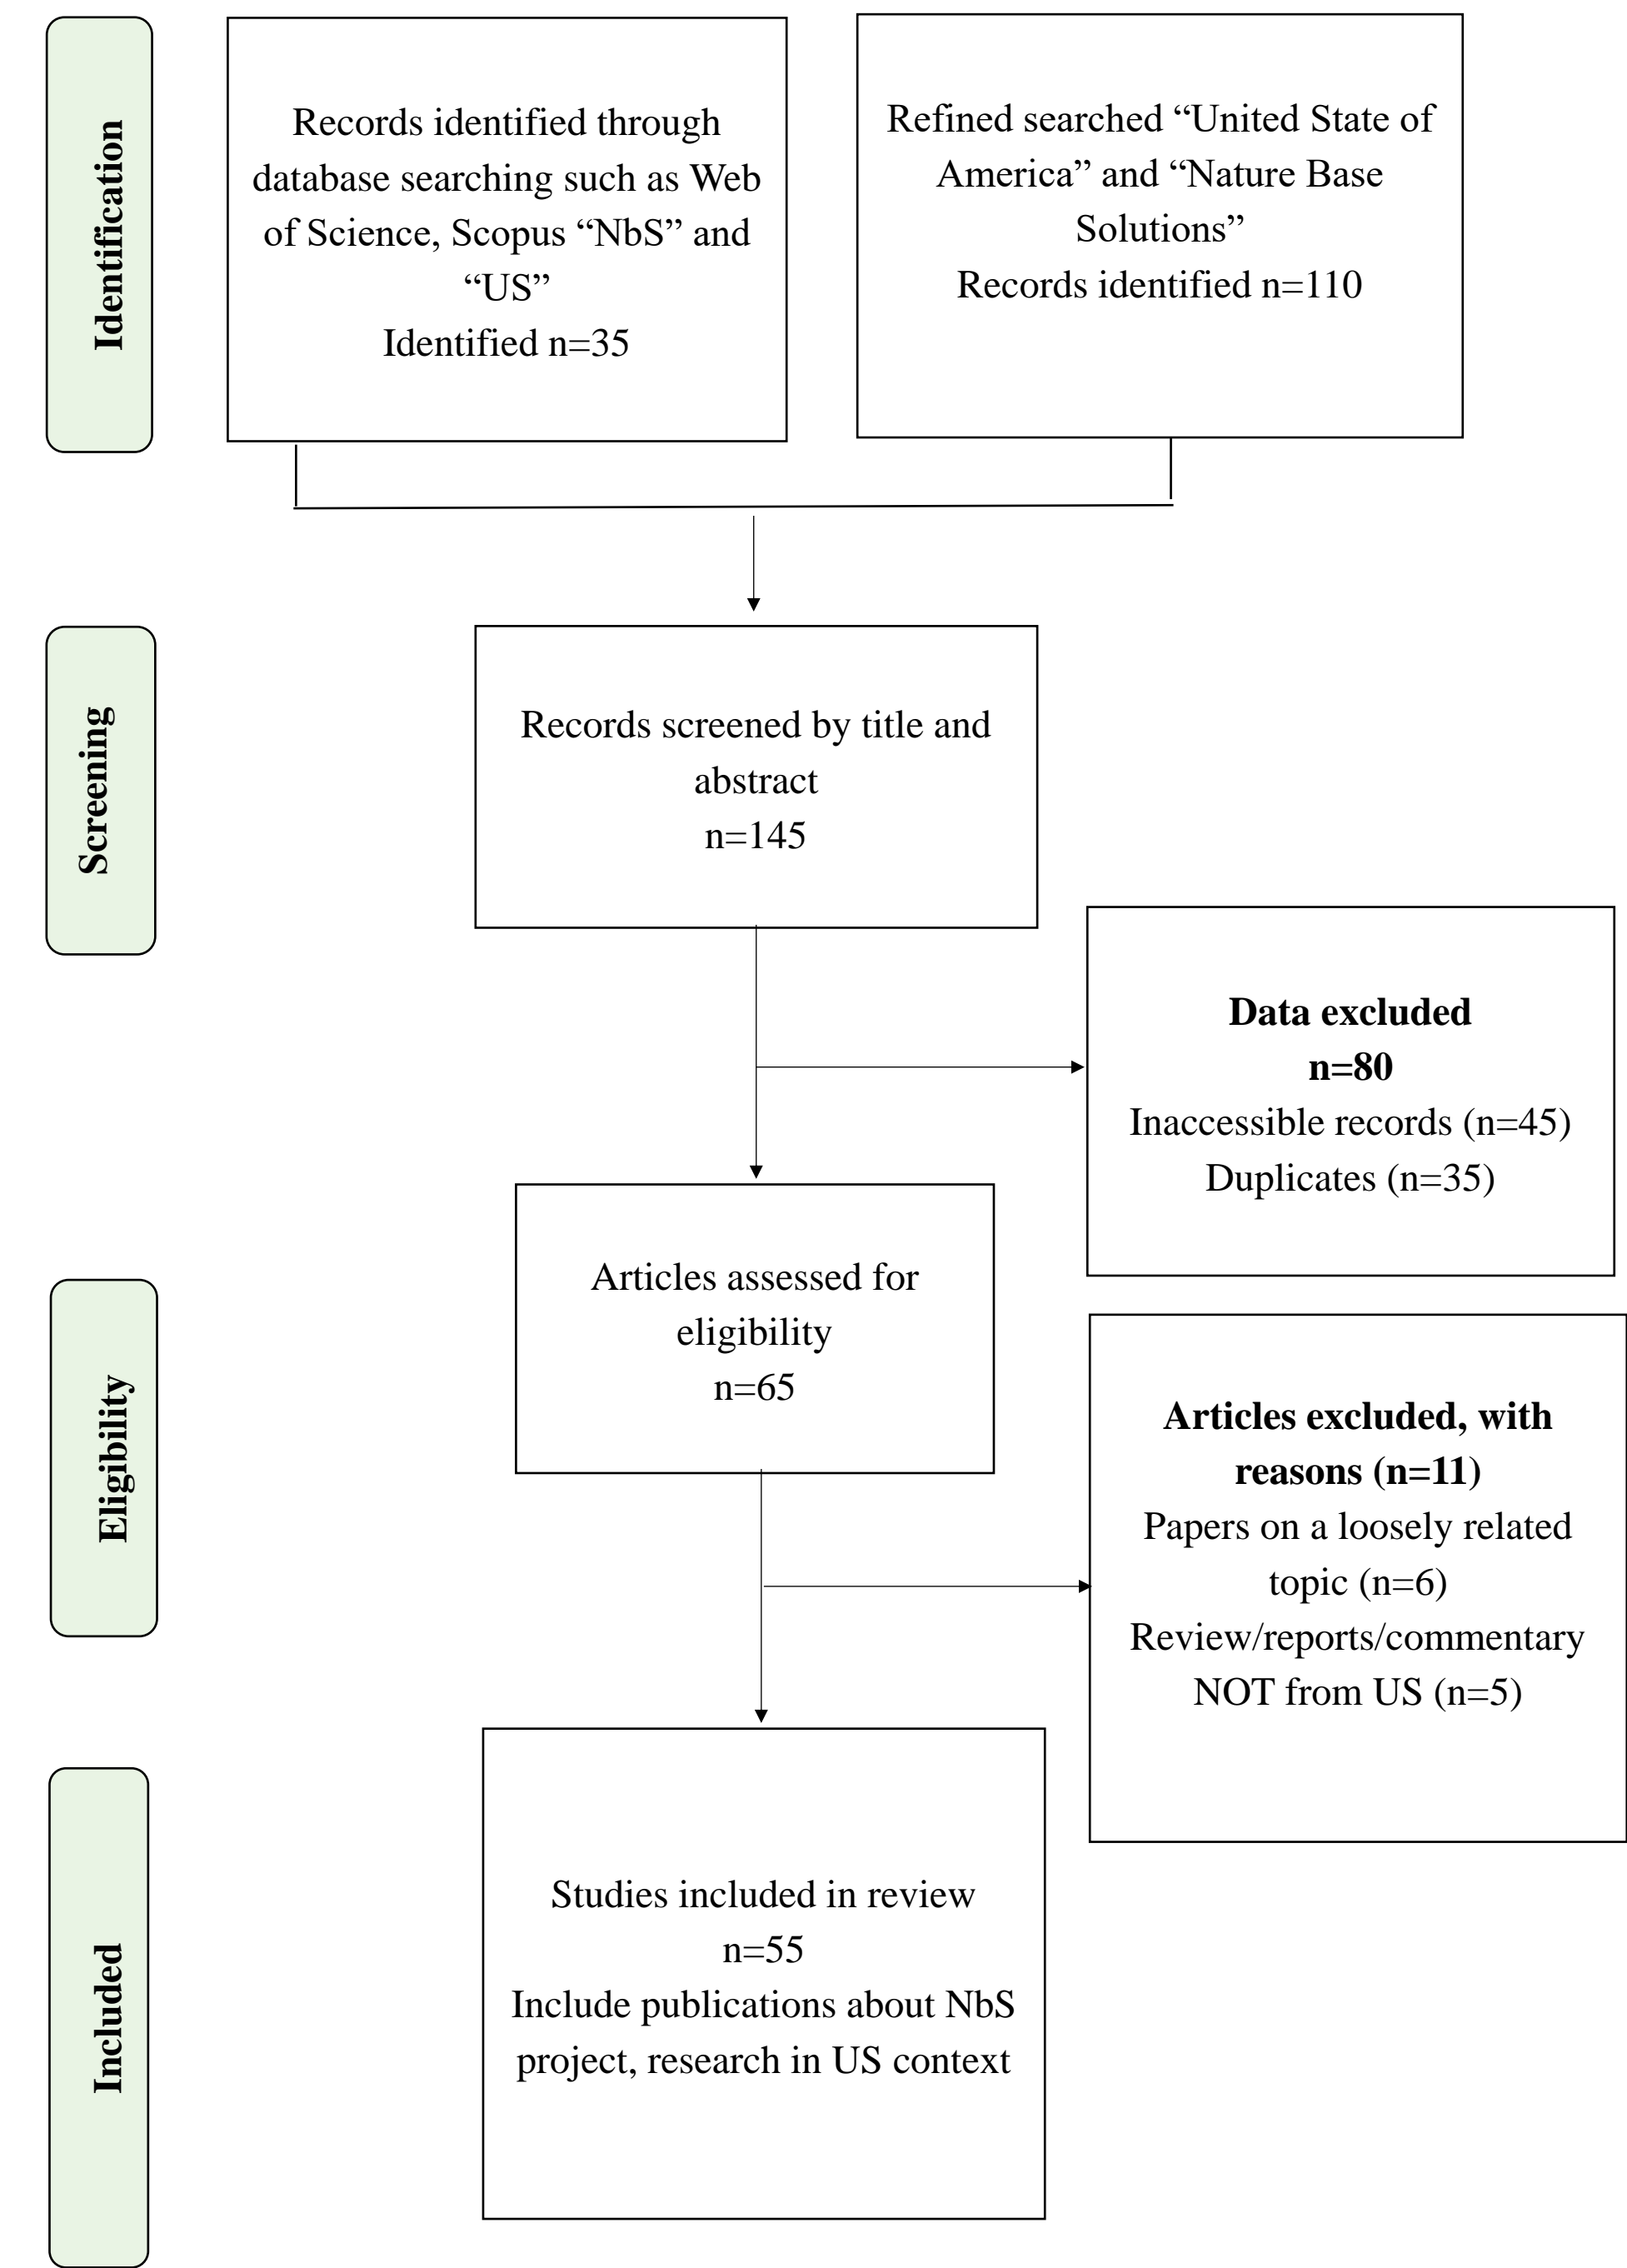 Identification
Records identified through
database searching such as Web
of Science, Scopus “NbS” and
“US”
Identified n=35
Refined searched “United State of
America” and “Nature Base
Solutions”
Records identified n=110
Screening
Records screened by title and
abstract
n=145
Data excluded
n=80
Inaccessible records (n=45)
Duplicates (n=35)
Eligibility
Articles assessed for
eligibility
n=65
Articles excluded, with
reasons (n=11)
Papers on a loosely related
topic (n=6)
Review/reports/commentary
NOT from US (n=5)
Included
Studies included in review
n=55
Include publications about NbS
project, research in US context